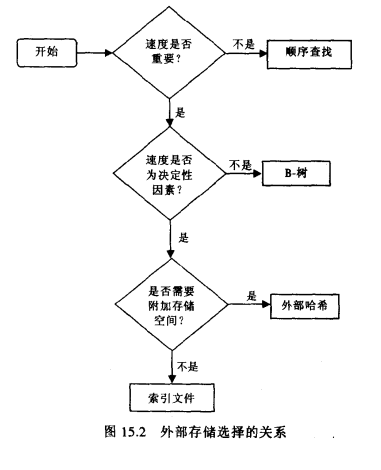 开始
速度是否
重要？
不是
顺序查找
是
速度是否
为决定性
因素？
不是
B-树
是
是否需要
附加存储
空间？
是
外部哈希
不是
索引文件
图 15.2 外部存储选择的关系